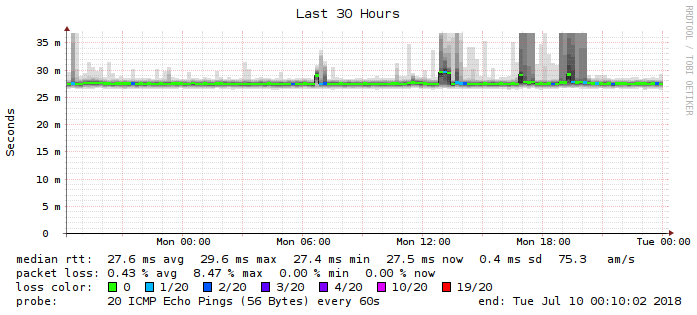 Last 30 Hours
RRDTOOL / TOBI OETIKER
Seconds
35 m
30 m
25 m
20 m
15 m
10 m
5 m
0
Mon 00:00 Mon 06:00 Mon 12:00 Mon 18:00 Tue 00:00
median rtt: 27.6 ms avg 29.6 ms max 27.4 ms min 27.5 ms now 0.4 ms sd 75.3 am/s
packet loss: 0.43 % avg 8.47 % max 0.00 % min 0.00 % now
loss color: 0 1/20 2/20 3/20 4/20 10/20 19/20
probe: 20 ICMP Echo Pings (56 Bytes) every 60s end: Tue Jul 10 00:10:02 2018